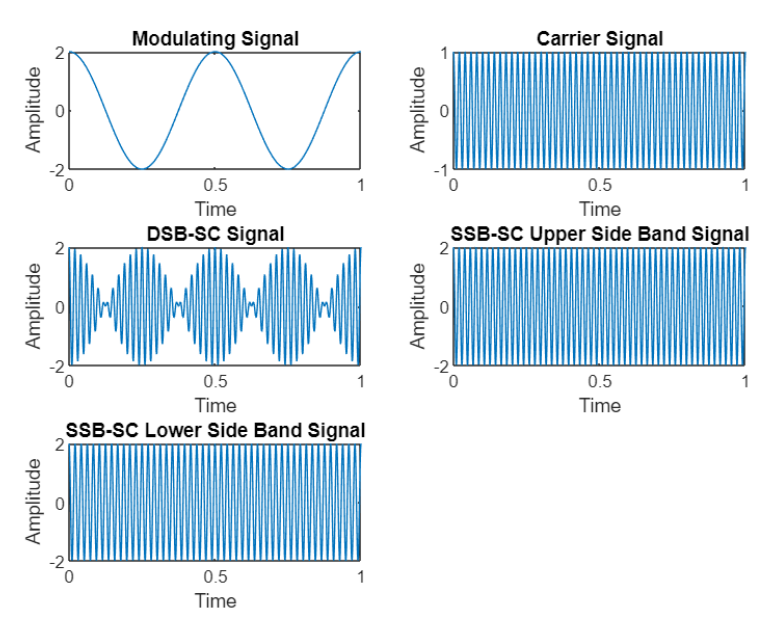 Modulating Signal
2
0
-2
Amplitude
0 0.5 1
Time
Carrier Signal
1
0
-1
Amplitude
0 0.5 1
Time
DSB-SC Signal
2
0
-2
Amplitude
0 0.5 1
Time
SSB-SC Upper Side Band Signal
2
0
-2
Amplitude
0 0.5 1
Time
SSB-SC Lower Side Band Signal
2
0
-2
Amplitude
0 0.5 1
Time